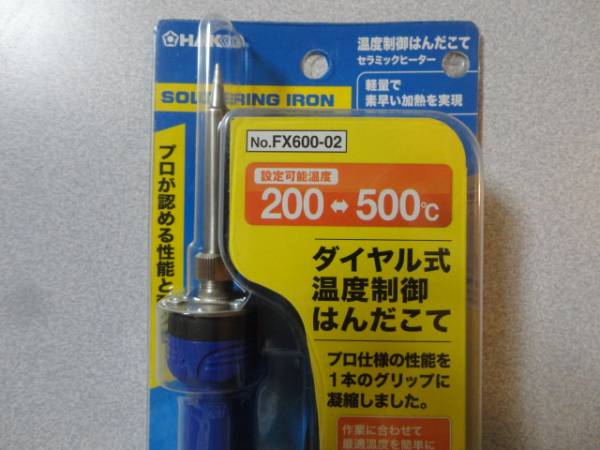 HAKKO
温度制御はんだこて
セラミックヒーター
軽量で
素早い加熱を実現
SOLDERING IRON
No.FX600-02
設定可能温度
200⇔500℃
プロが認める性能と
ダイヤル式
温度制御
はんだこて
プロ仕様の性能を
1本のグリップに
凝縮しました。
作業に合わせて
最適温度を簡単に